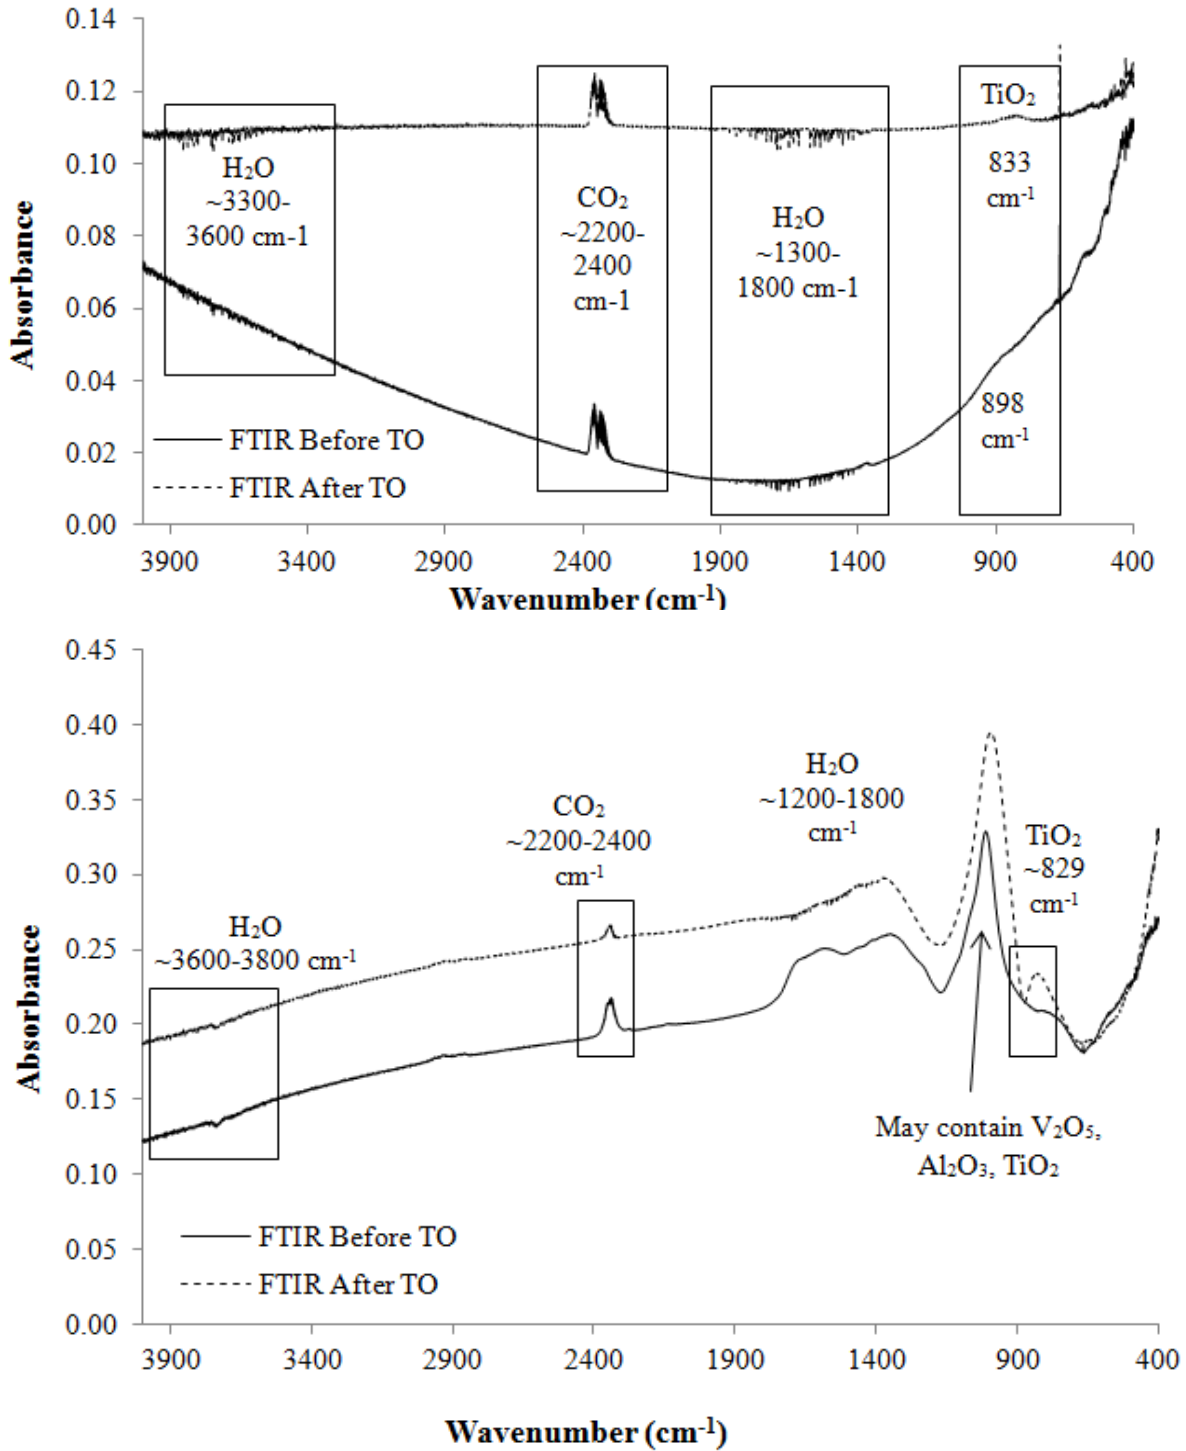 0.14
0.12
0.10
0.08
0.06
0.04
0.02
0.00
Absorbance
H₂O
~3300-
3600 cm-1
CO₂
~2200-
2400
cm-1
H₂O
~1300-
1800 cm-1
TiO₂
833
cm⁻¹
898
cm⁻¹
FTIR Before TO
FTIR After TO
3900 3400 2900 2400 1900 1400 900 400
Wavenumber (cm⁻¹)
0.45
0.40
0.35
0.30
0.25
0.20
0.15
0.10
0.05
0.00
Absorbance
H₂O
~3600-3800 cm⁻¹
CO₂
~2200-2400
cm⁻¹
H₂O
~1200-1800
cm⁻¹
TiO₂
~829
cm⁻¹
May contain V₂O₅,
Al₂O₃, TiO₂
FTIR Before TO
FTIR After TO
3900 3400 2900 2400 1900 1400 900 400
Wavenumber (cm⁻¹)